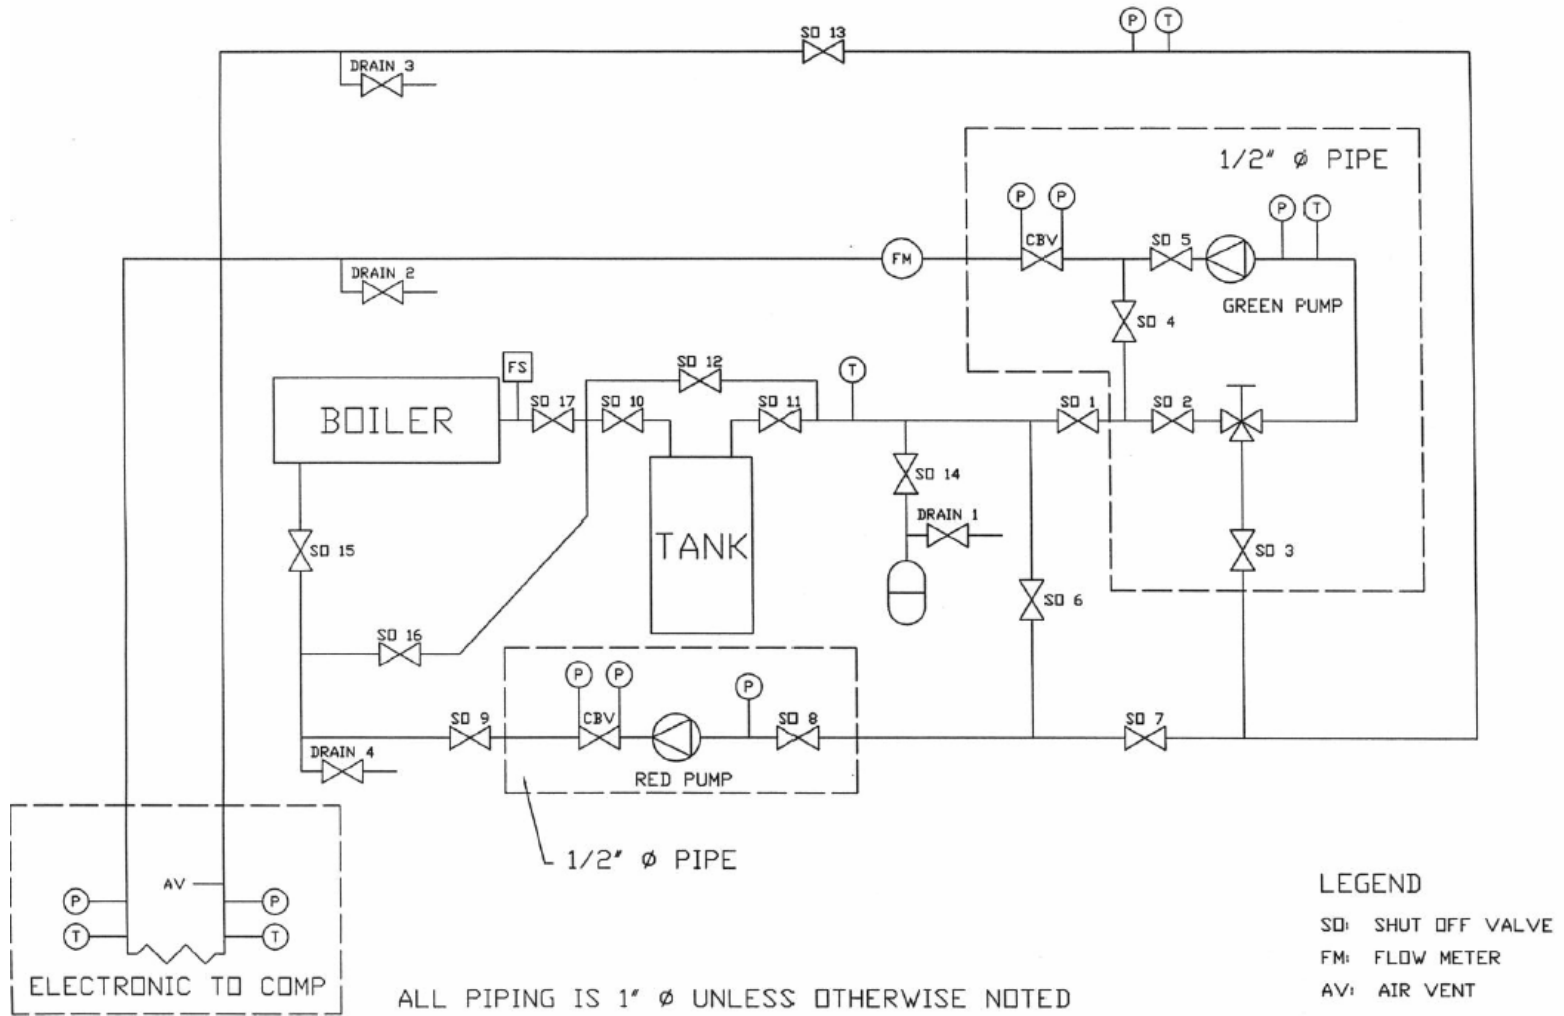 P T
SO 13
DRAIN 3
1/2" ø PIPE
P P
P T
CBV
SO 5
FM
DRAIN 2
GREEN PUMP
SO 4
FS
SO 12
T
BOILER
SO 17
SO 10
SO 11
SO 1
SO 2
SO 14
DRAIN 1
TANK
SO 15
SO 3
SO 6
SO 16
P P
P
SO 9
CBV
SO 8
SO 7
DRAIN 4
RED PUMP
1/2" ø PIPE
AV
P P
T T
ELECTRONIC TO COMP
ALL PIPING IS 1" ø UNLESS OTHERWISE NOTED
LEGEND
SO: SHUT OFF VALVE
FM: FLOW METER
AV: AIR VENT